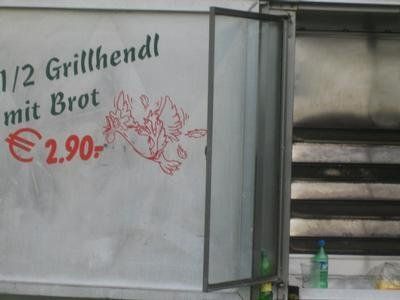 1/2 Grillhendl
mit Brot
€ 2.90.-